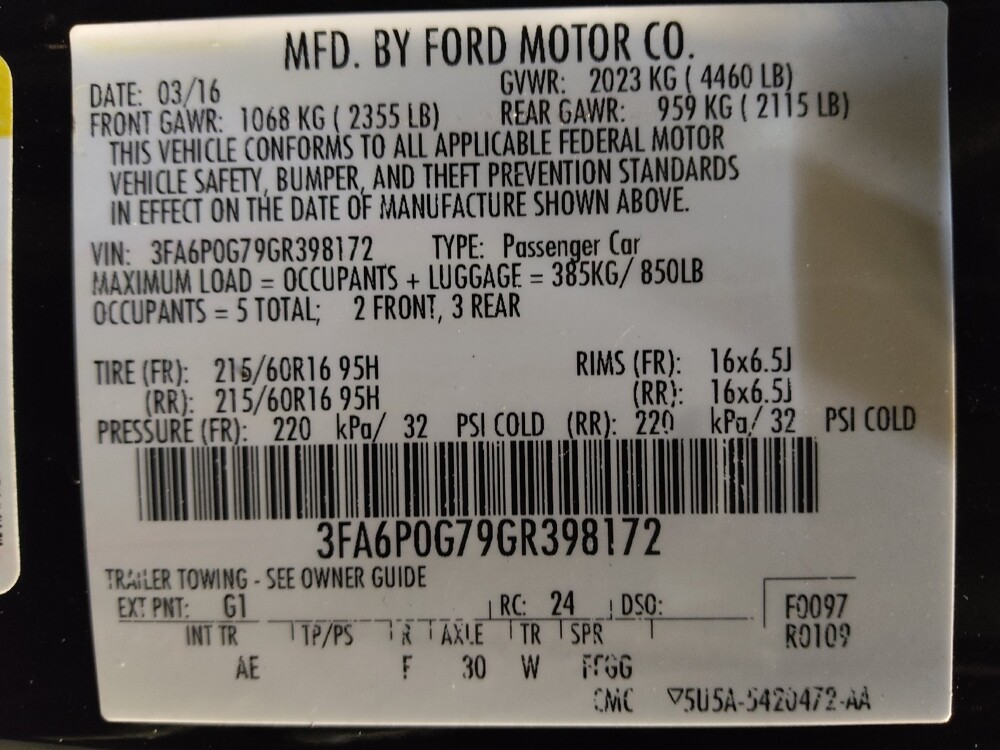 MFD. BY FORD MOTOR CO.
DATE: 03/16 GVWR: 2023 KG ( 4460 LB)
FRONT GAWR: 1068 KG ( 2355 LB) REAR GAWR: 959 KG ( 2115 LB)
THIS VEHICLE CONFORMS TO ALL APPLICABLE FEDERAL MOTOR
VEHICLE SAFETY, BUMPER, AND THEFT PREVENTION STANDARDS
IN EFFECT ON THE DATE OF MANUFACTURE SHOWN ABOVE.
VIN: 3FA6P0G79GR398172 TYPE: Passenger Car
MAXIMUM LOAD = OCCUPANTS + LUGGAGE = 385KG/ 850LB
OCCUPANTS = 5 TOTAL; 2 FRONT, 3 REAR
TIRE (FR): 215/60R16 95H RIMS (FR): 16x6.5J
(RR): 215/60R16 95H (RR): 16x6.5J
PRESSURE (FR): 220 kPa/ 32 PSI COLD (RR): 220 kPa/ 32 PSI COLD
3FA6P0G79GR398172
TRAILER TOWING - SEE OWNER GUIDE
EXT PNT: G1 RC: 24 DSO: F0097
INT TR TP/PS R AXLE TR SPR R0109
AE F 30 W FFGG
CMC ▽5U5A-5420472-AA